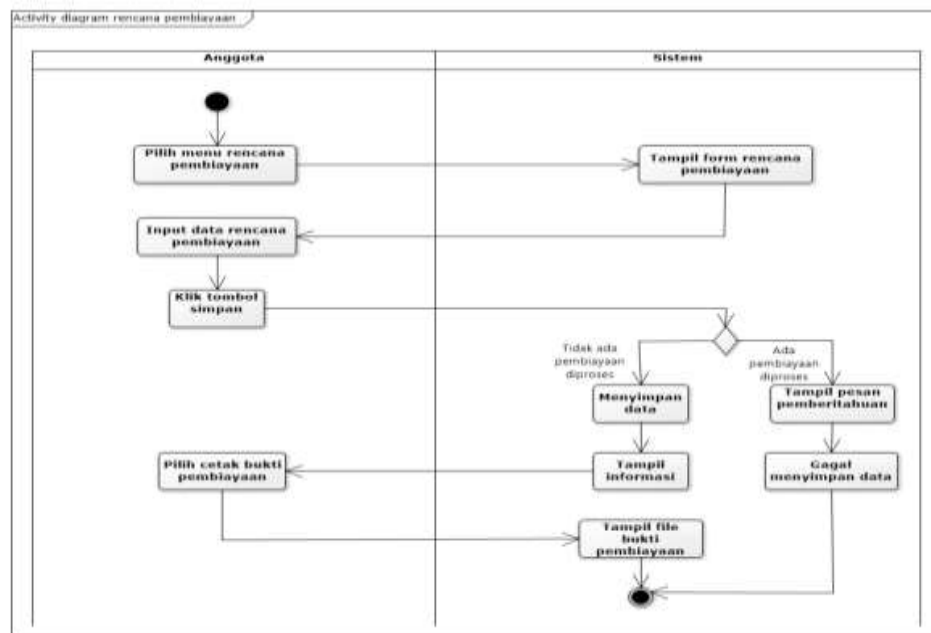 Activity diagram rencana pembiayaan
Anggota
Sistem
Pilih menu rencana
pembiayaan
Tampil form rencana
pembiayaan
Input data rencana
pembiayaan
Klik tombol
simpan
Tidak ada
pembiayaan
diproses
Ada
pembiayaan
diproses
Menyimpan
data
Tampil pesan
pemberitahuan
Pilih cetak bukti
pembiayaan
Tampil
informasi
Gagal
menyimpan data
Tampil file
bukti
pembiayaan